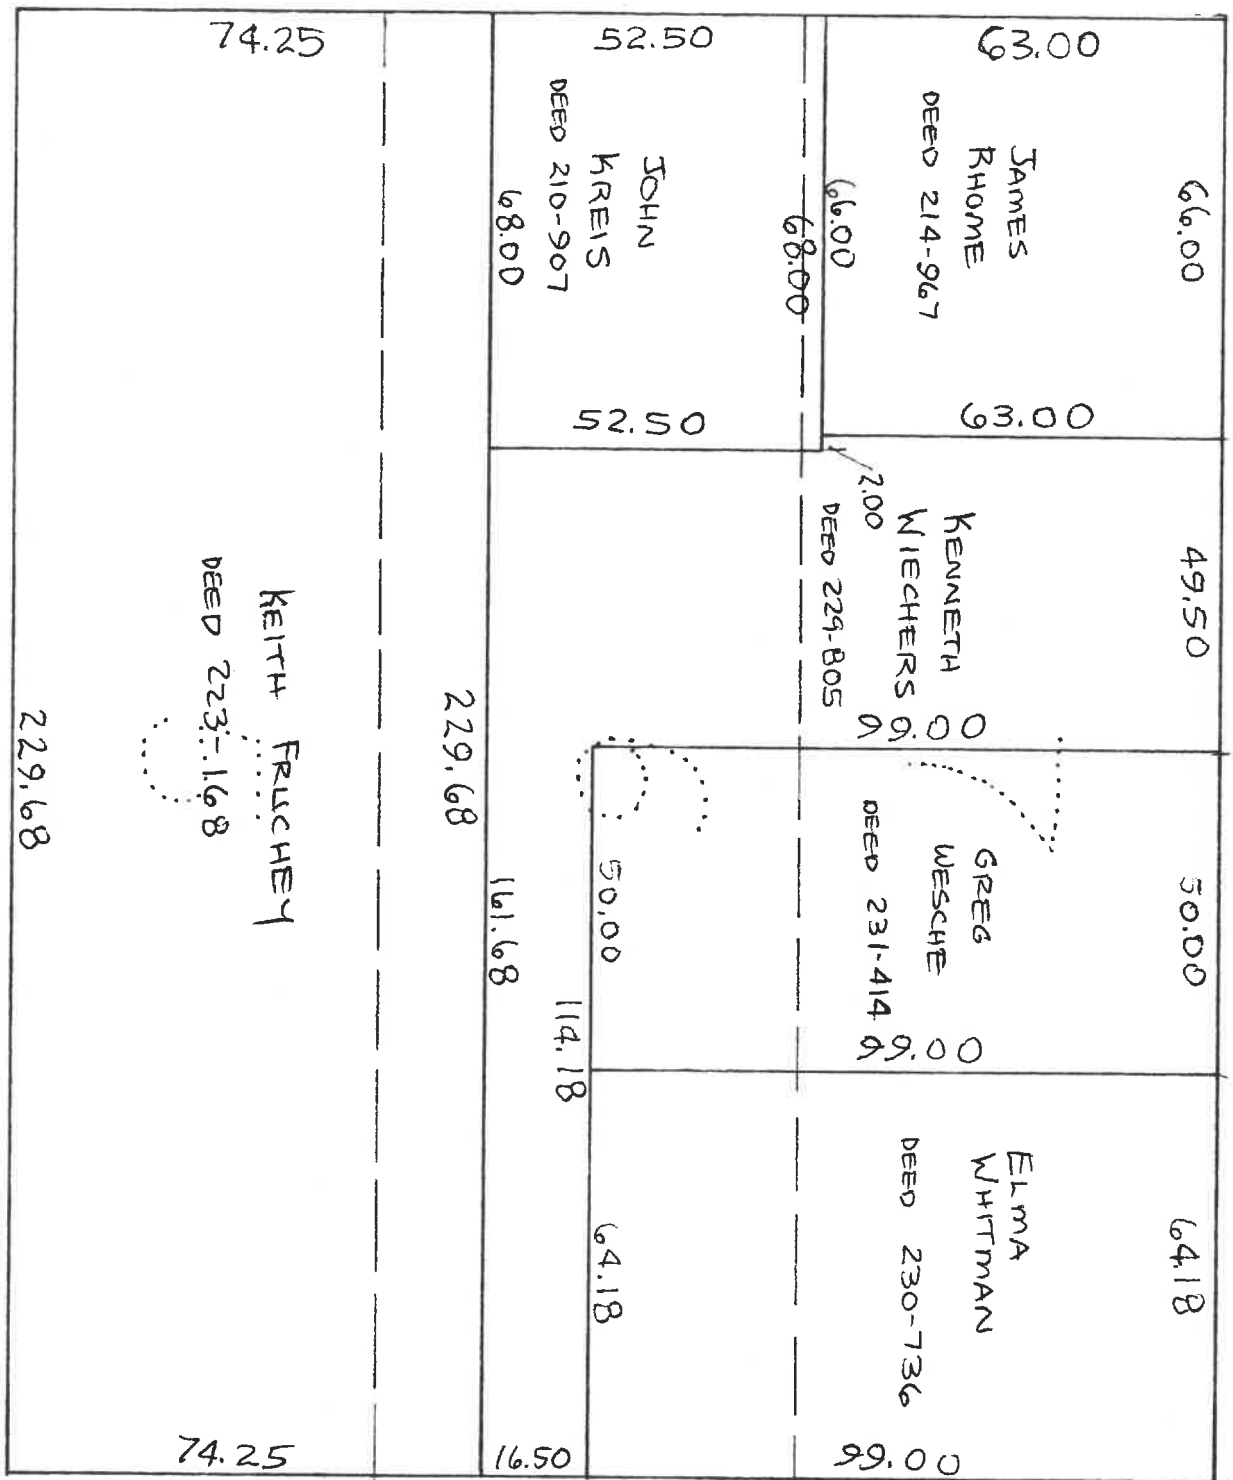 74.25
52.50
63.00
JAMES
RHOME
DEED 214-967
66.00
66.00
68.00
JOHN
KREIS
DEED 210-907
68.00
52.50
63.00
2.00
KENNETH
WIECHERS
DEED 229-805
49.50
99.00
GREG
WESCHE
DEED 231-414
50.00
50.00
99.00
ELMA
WHITMAN
DEED 230-736
64.18
64.18
99.00
114.18
161.68
16.50
229.68
KEITH FRUCHEY
DEED 223-168
229.68
74.25